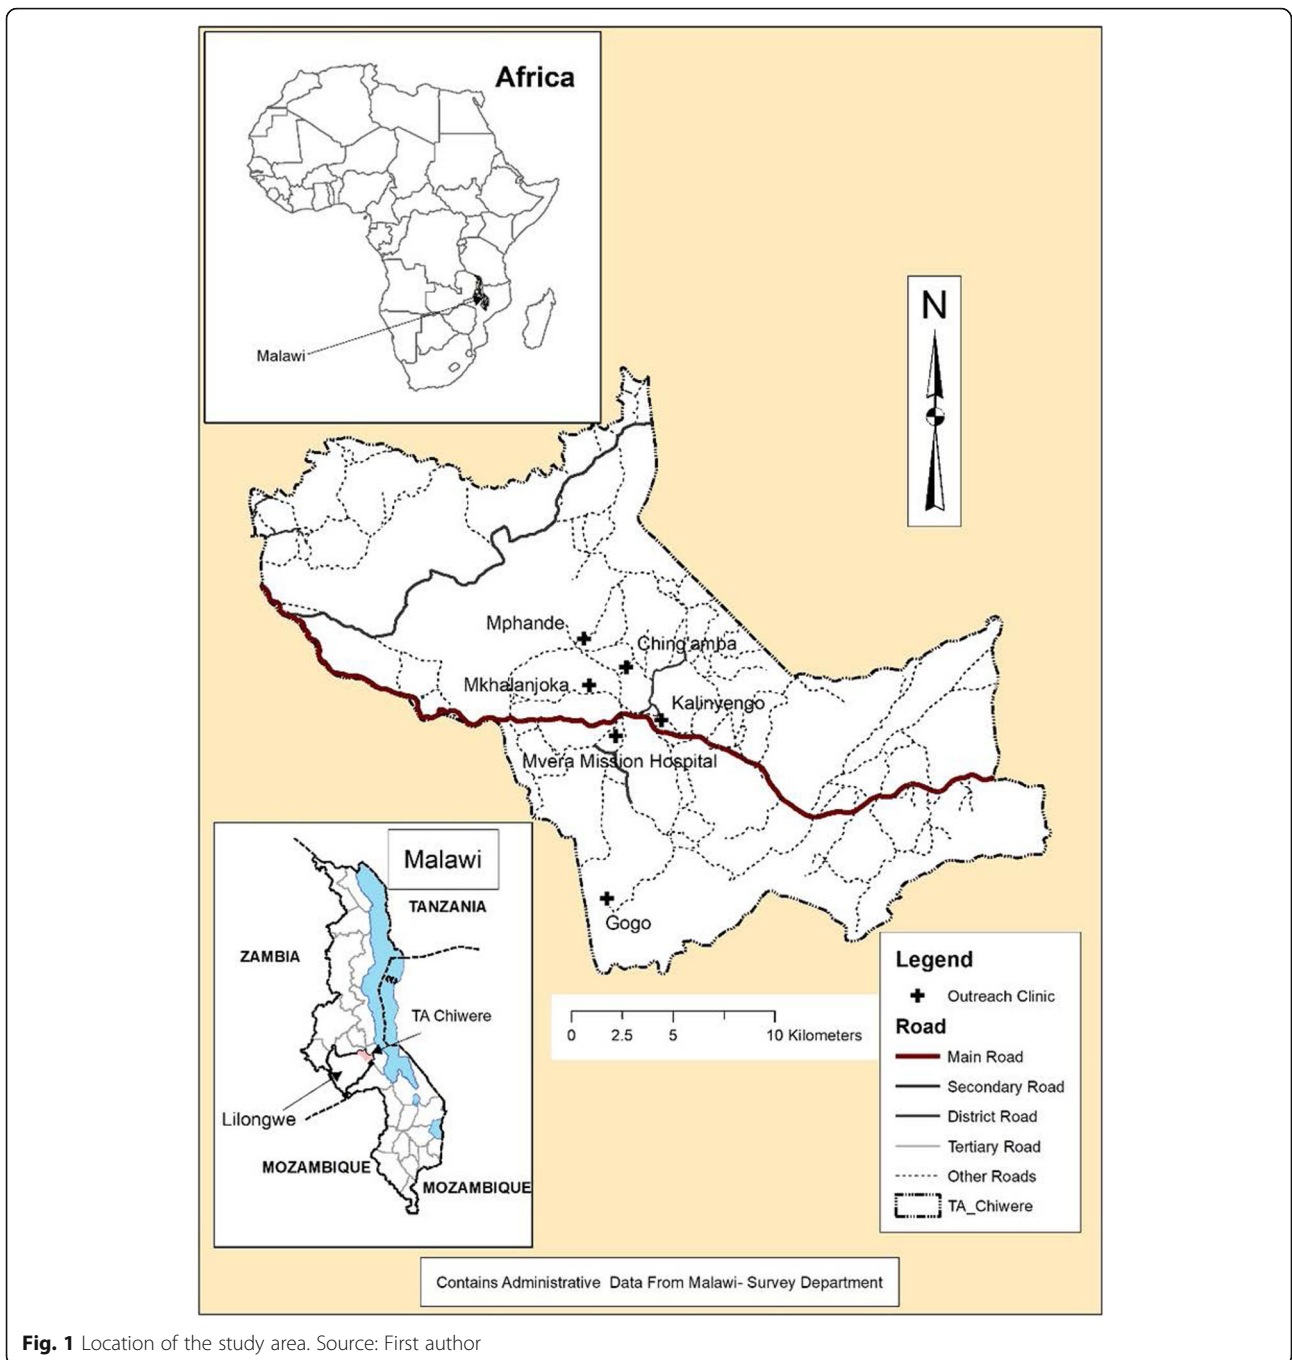 Africa
Malawi
N
Mphande
Ching'amba
Mkhalanjoka
Kalinyengo
Mvera Mission Hospital
Gogo
Malawi
TANZANIA
ZAMBIA
TA Chiwere
Lilongwe
MOZAMBIQUE
MOZAMBIQUE
0 2.5 5 10 Kilometers
Legend
Outreach Clinic
Road
Main Road
Secondary Road
District Road
Tertiary Road
Other Roads
TA_Chiwere
Contains Administrative Data From Malawi- Survey Department
Fig. 1 Location of the study area. Source: First author